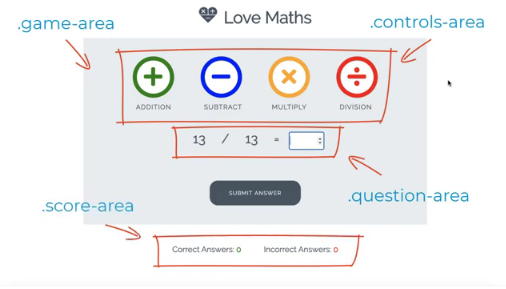 Love Maths
.game-area
.controls-area
ADDITION SUBTRACT MULTIPLY DIVISION
13 / 13 =
SUBMIT ANSWER
.question-area
.score-area
Correct Answers: 0 Incorrect Answers: 0